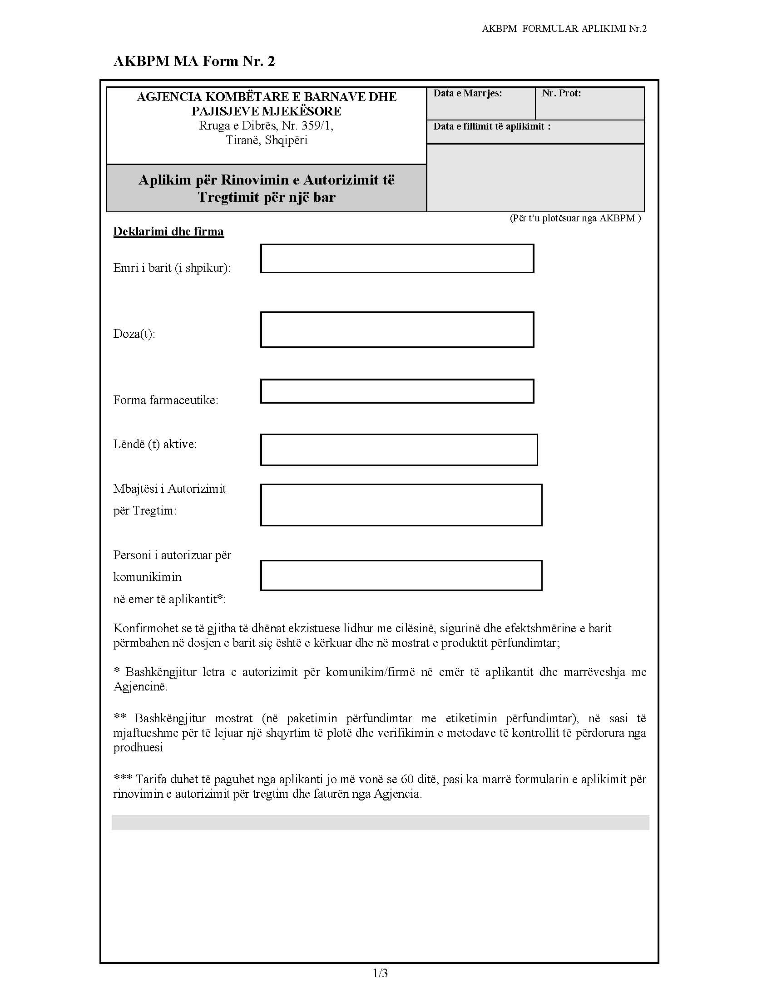 AKBPM FORMULAR APLIKIMI Nr.2
AKBPM MA Form Nr. 2
AGJENCIA KOMBËTARE E BARNAVE DHE
PAJISJEVE MJEKËSORE
Rruga e Dibrës, Nr. 359/1,
Tiranë, Shqipëri
Data e Marrjes:
Nr. Prot:
Data e fillimit të aplikimit :
Aplikim për Rinovimin e Autorizimit të
Tregtimit për një bar
(Për t’u plotësuar nga AKBPM )
Deklarimi dhe firma
Emri i barit (i shpikur):
Doza(t):
Forma farmaceutike:
Lëndë (t) aktive:
Mbajtësi i Autorizimit
për Tregtim:
Personi i autorizuar për
komunikimin
në emer të aplikantit*:
Konfirmohet se të gjitha të dhënat ekzistuese lidhur me cilësinë, sigurinë dhe efektshmërine e barit
përmbahen në dosjen e barit siç është e kërkuar dhe në mostrat e produktit përfundimtar;
* Bashkëngjitur letra e autorizimit për komunikim/firmë në emër të aplikantit dhe marrëveshja me
Agjencinë.
** Bashkëngjitur mostrat (në paketimin përfundimtar me etiketimin përfundimtar), në sasi të
mjaftueshme për të lejuar një shqyrtim të plotë dhe verifikimin e metodave të kontrollit të përdorura nga
prodhuesi
*** Tarifa duhet të paguhet nga aplikanti jo më vonë se 60 ditë, pasi ka marrë formularin e aplikimit për
rinovimin e autorizimit për tregtim dhe faturën nga Agjencia.
1/3